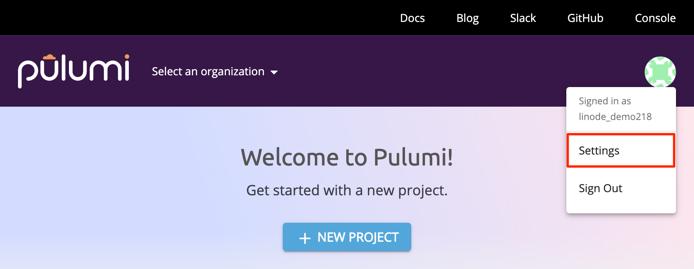 Docs Blog Slack GitHub Console
pulumi Select an organization
Signed in as
linode_demo218
Settings
Sign Out
Welcome to Pulumi!
Get started with a new project.
+ NEW PROJECT